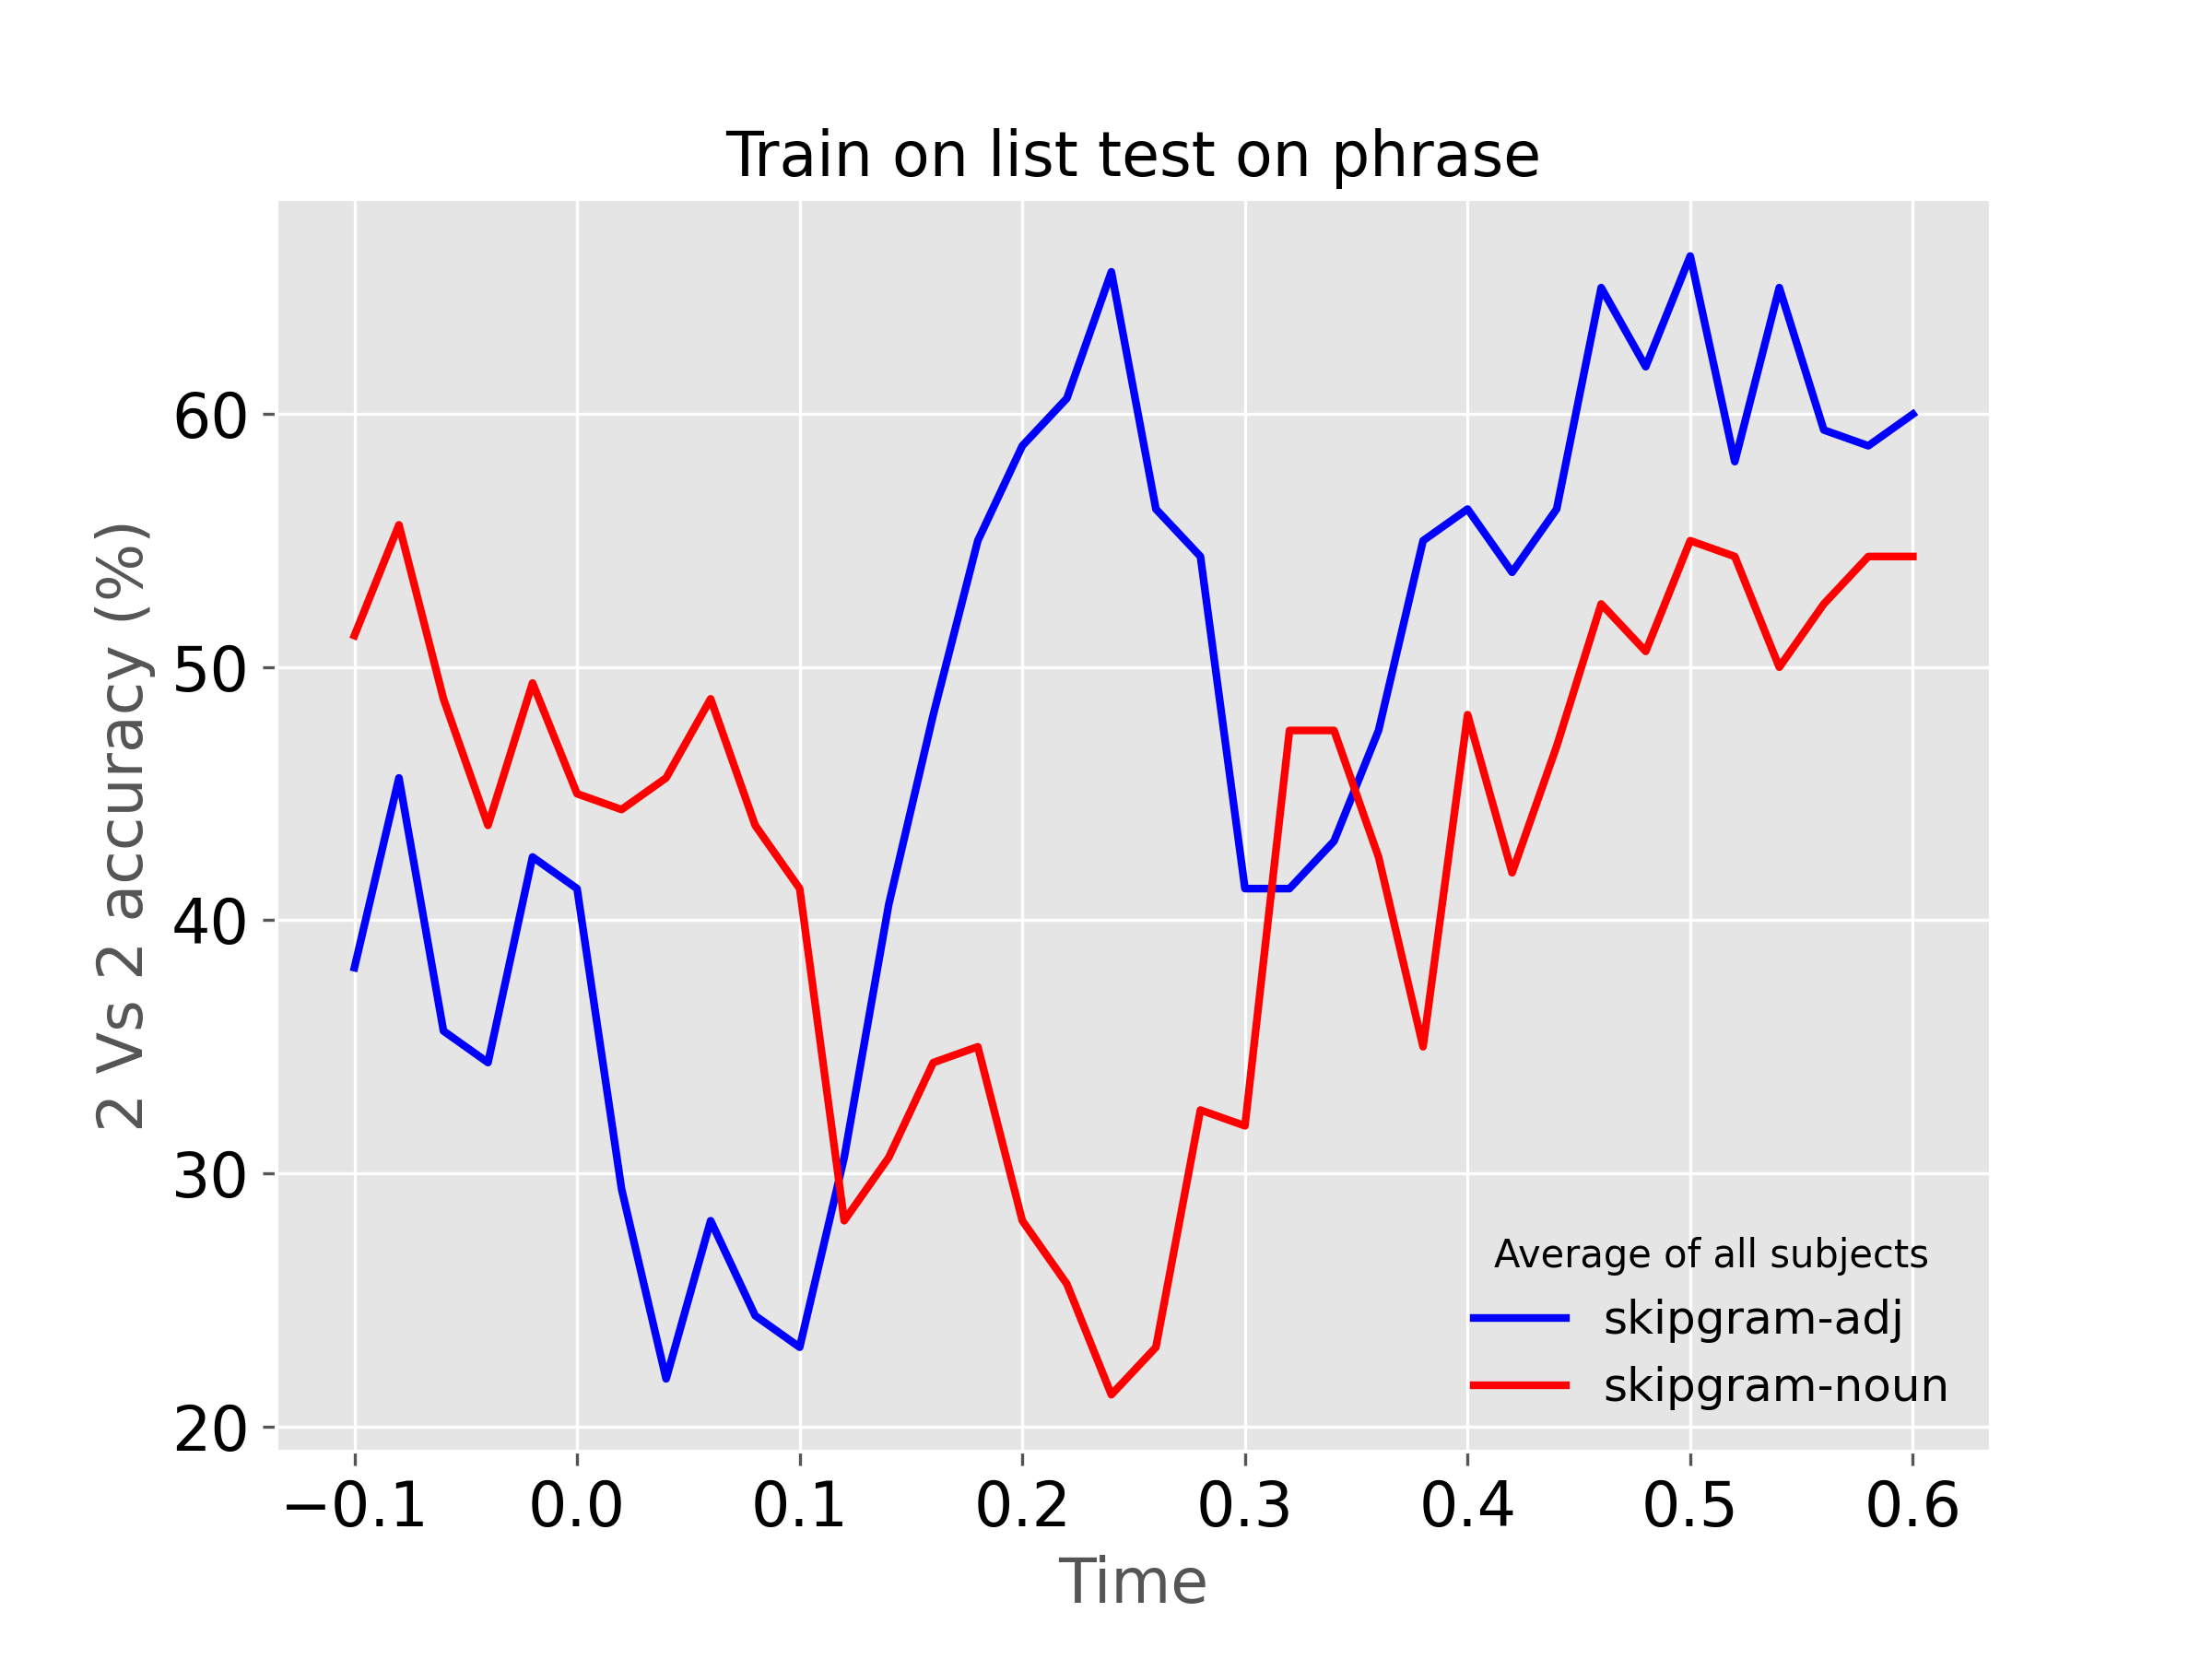 Train on list test on phrase
2 Vs 2 accuracy (%)
60
50
40
30
20
Average of all subjects
skipgram-adj
skipgram-noun
−0.1 0.0 0.1 0.2 0.3 0.4 0.5 0.6
Time